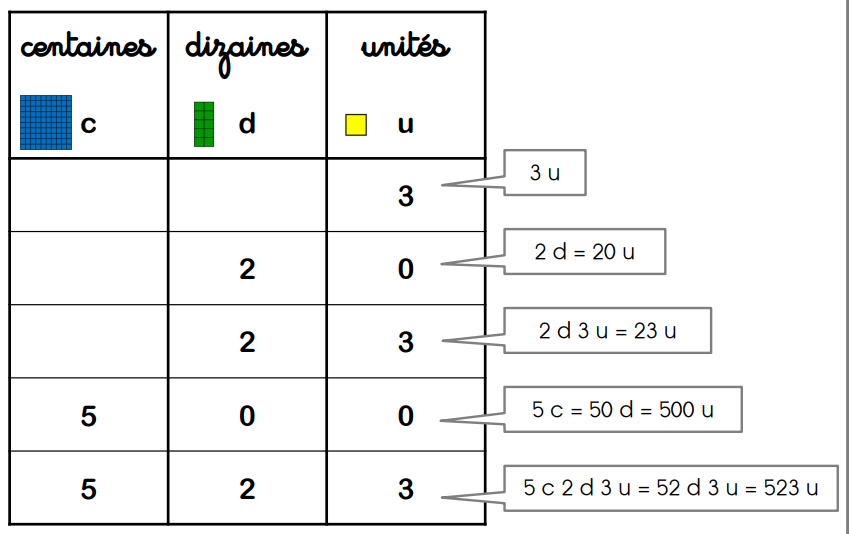 centaines dizaines unités
c d u
3
3 u
2 0
2 d = 20 u
2 3
2 d 3 u = 23 u
5 0 0
5 c = 50 d = 500 u
5 2 3
5 c 2 d 3 u = 52 d 3 u = 523 u